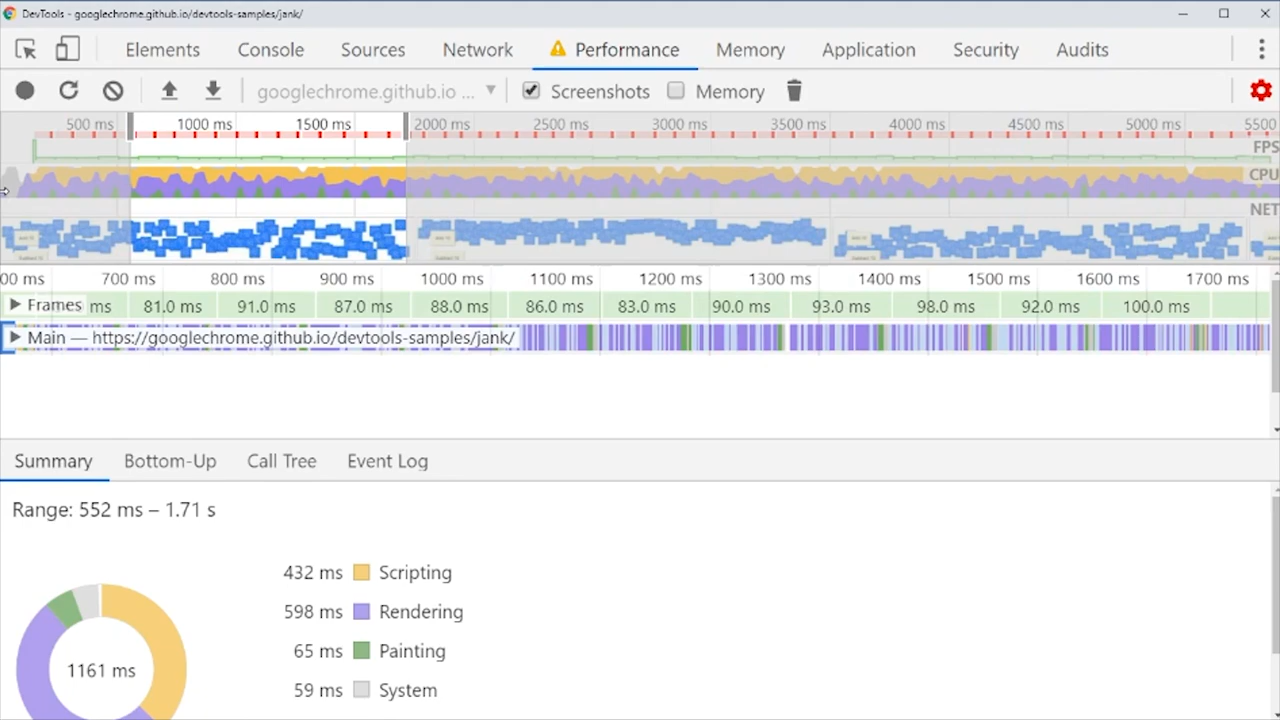 DevTools - googlechrome.github.io/devtools-samples/jank/
Elements Console Sources Network Performance Memory Application Security Audits
googlechrome.github.io ... Screenshots Memory
500 ms 1000 ms 1500 ms 2000 ms 2500 ms 3000 ms 3500 ms 4000 ms 4500 ms 5000 ms 5500
FPS
CPU
NET
00 ms 700 ms 800 ms 900 ms 1000 ms 1100 ms 1200 ms 1300 ms 1400 ms 1500 ms 1600 ms 1700 ms
Frames ms 81.0 ms 91.0 ms 87.0 ms 88.0 ms 86.0 ms 83.0 ms 90.0 ms 93.0 ms 98.0 ms 92.0 ms 100.0 ms
Main — https://googlechrome.github.io/devtools-samples/jank/
Summary Bottom-Up Call Tree Event Log
Range: 552 ms – 1.71 s
432 ms Scripting
598 ms Rendering
65 ms Painting
1161 ms
59 ms System